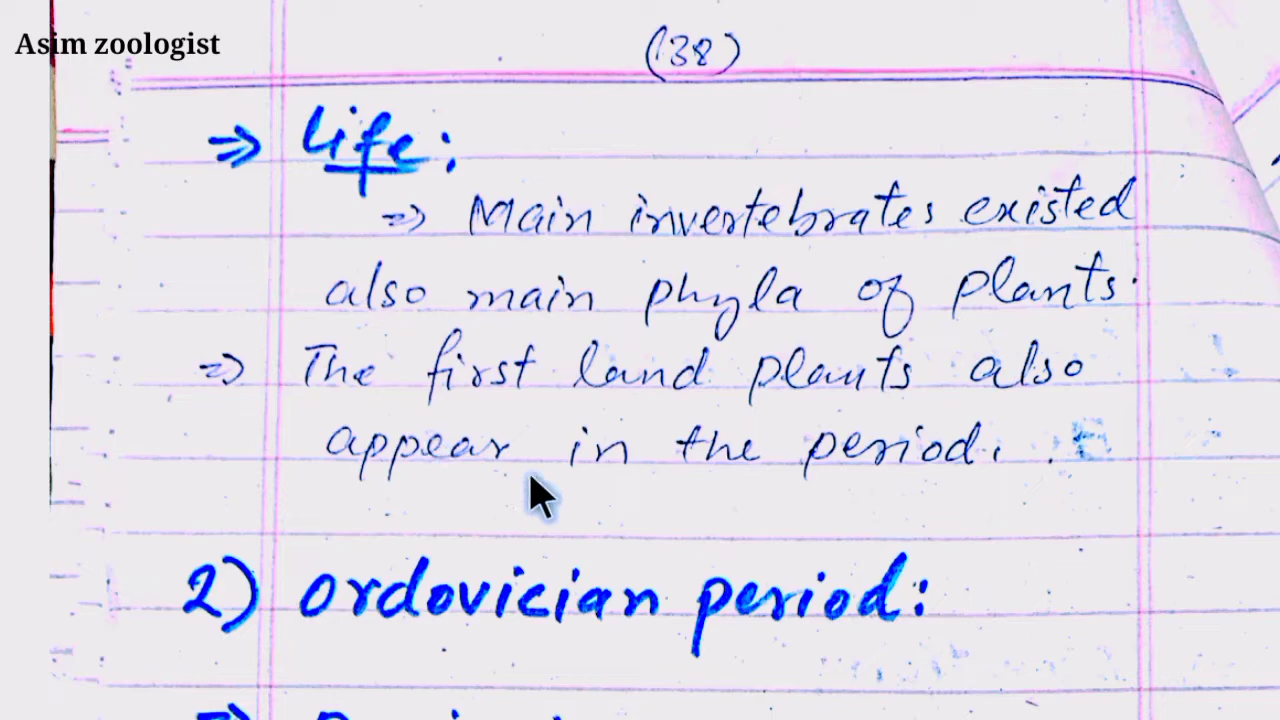 Asim zoologist
(38)
⇒ Life:
⇒ Main invertebrates existed
also main phyla of plants.
⇒ The first land plants also
appear in the period.
2) Ordovician period: